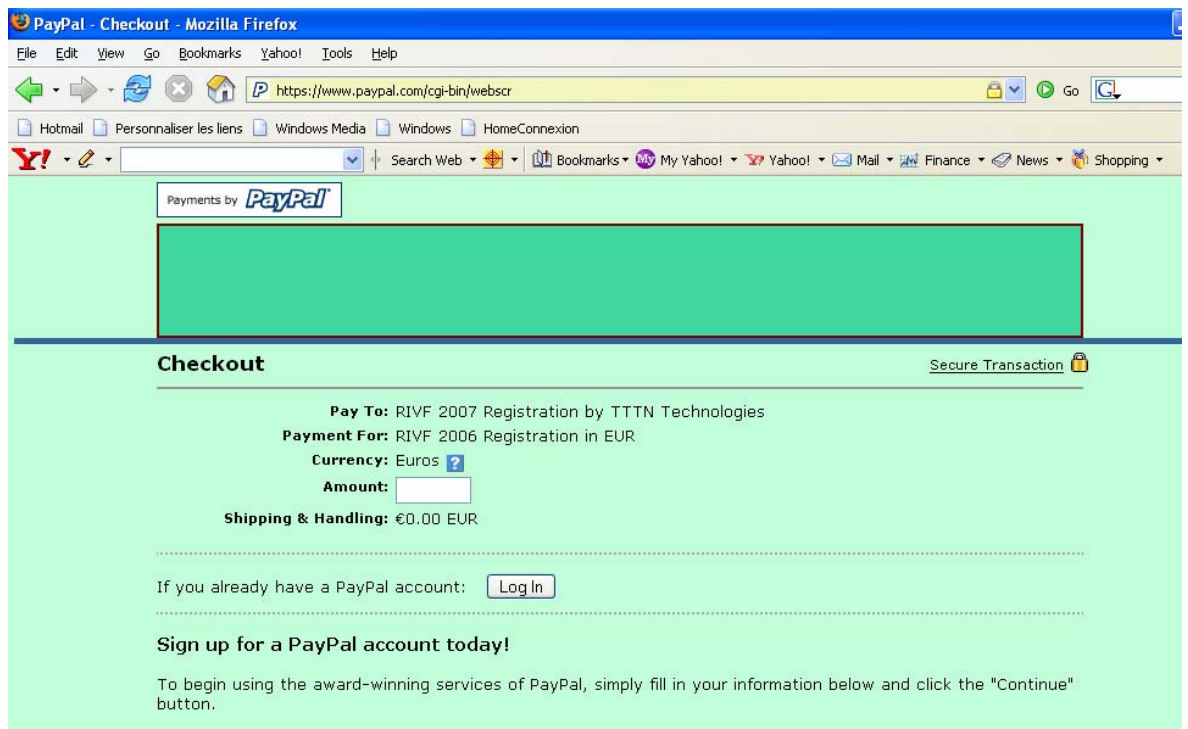 PayPal - Checkout - Mozilla Firefox
File Edit View Go Bookmarks Yahoo! Tools Help
https://www.paypal.com/cgi-bin/webscr Go G
Hotmail Personnaliser les liens Windows Media Windows HomeConnexion
Y! Search Web Bookmarks My My Yahoo! Y! Yahoo! Mail Finance News Shopping
Payments by PayPal
Checkout Secure Transaction
Pay To: RIVF 2007 Registration by TTTN Technologies
Payment For: RIVF 2006 Registration in EUR
Currency: Euros ?
Amount:
Shipping & Handling: €0.00 EUR
If you already have a PayPal account: Log In
Sign up for a PayPal account today!
To begin using the award-winning services of PayPal, simply fill in your information below and click the "Continue"
button.